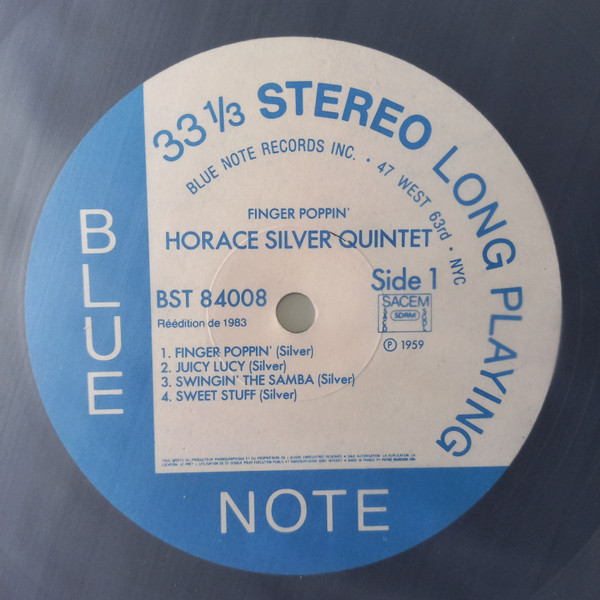 33 1/3 STEREO LONG PLAYING
BLUE NOTE RECORDS INC. • 47 WEST 63rd • NYC
FINGER POPPIN'
HORACE SILVER QUINTET
Side 1
BST 84008
Réédition de 1983
SACEM
SDRM
℗ 1959
1. FINGER POPPIN' (Silver)
2. JUICY LUCY (Silver)
3. SWINGIN' THE SAMBA (Silver)
4. SWEET STUFF (Silver)
BLUE
NOTE